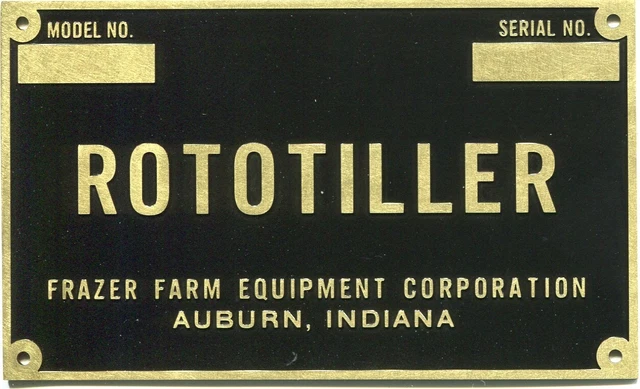 MODEL NO. SERIAL NO.
ROTOTILLER
FRAZER FARM EQUIPMENT CORPORATION
AUBURN, INDIANA